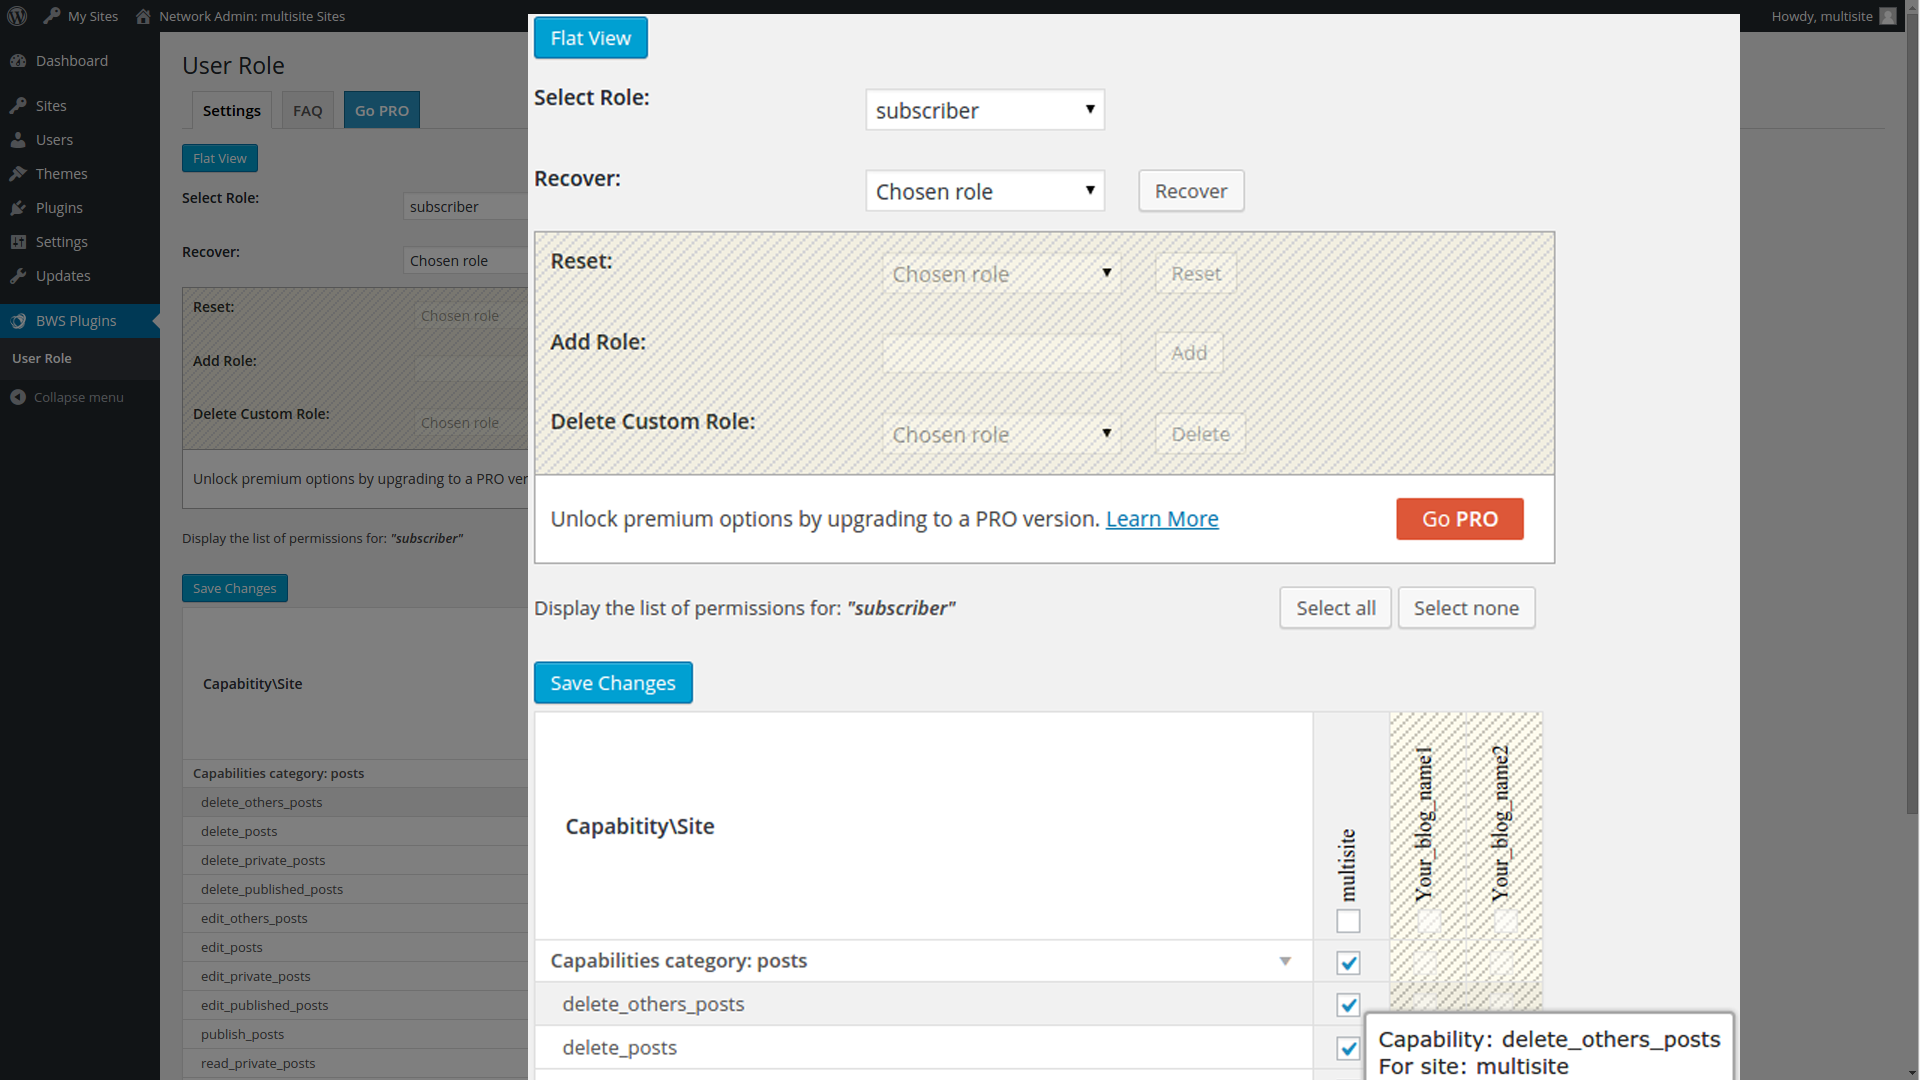 My Sites
Network Admin: multisite Sites
Howdy, multisite
Dashboard
Sites
Users
Themes
Plugins
Settings
Updates
BWS Plugins
User Role
Collapse menu
User Role
Settings
FAQ
Go PRO
Flat View
Select Role:
subscriber
Recover:
Chosen role
Reset:
Chosen role
Add Role:
Delete Custom Role:
Chosen role
Unlock premium options by upgrading to a PRO ver
Display the list of permissions for: "subscriber"
Save Changes
Capabitity\Site
Capabilities category: posts
delete_others_posts
delete_posts
delete_private_posts
delete_published_posts
edit_others_posts
edit_posts
edit_private_posts
edit_published_posts
publish_posts
read_private_posts
Flat View
Select Role:
subscriber
Recover:
Chosen role
Recover
Reset:
Chosen role
Reset
Add Role:
Add
Delete Custom Role:
Chosen role
Delete
Unlock premium options by upgrading to a PRO version. Learn More
Go PRO
Display the list of permissions for: "subscriber"
Select all
Select none
Save Changes
Capabitity\Site
multisite
Your_blog_name1
Your_blog_name2
Capabilities category: posts
delete_others_posts
delete_posts
Capability: delete_others_posts
For site: multisite